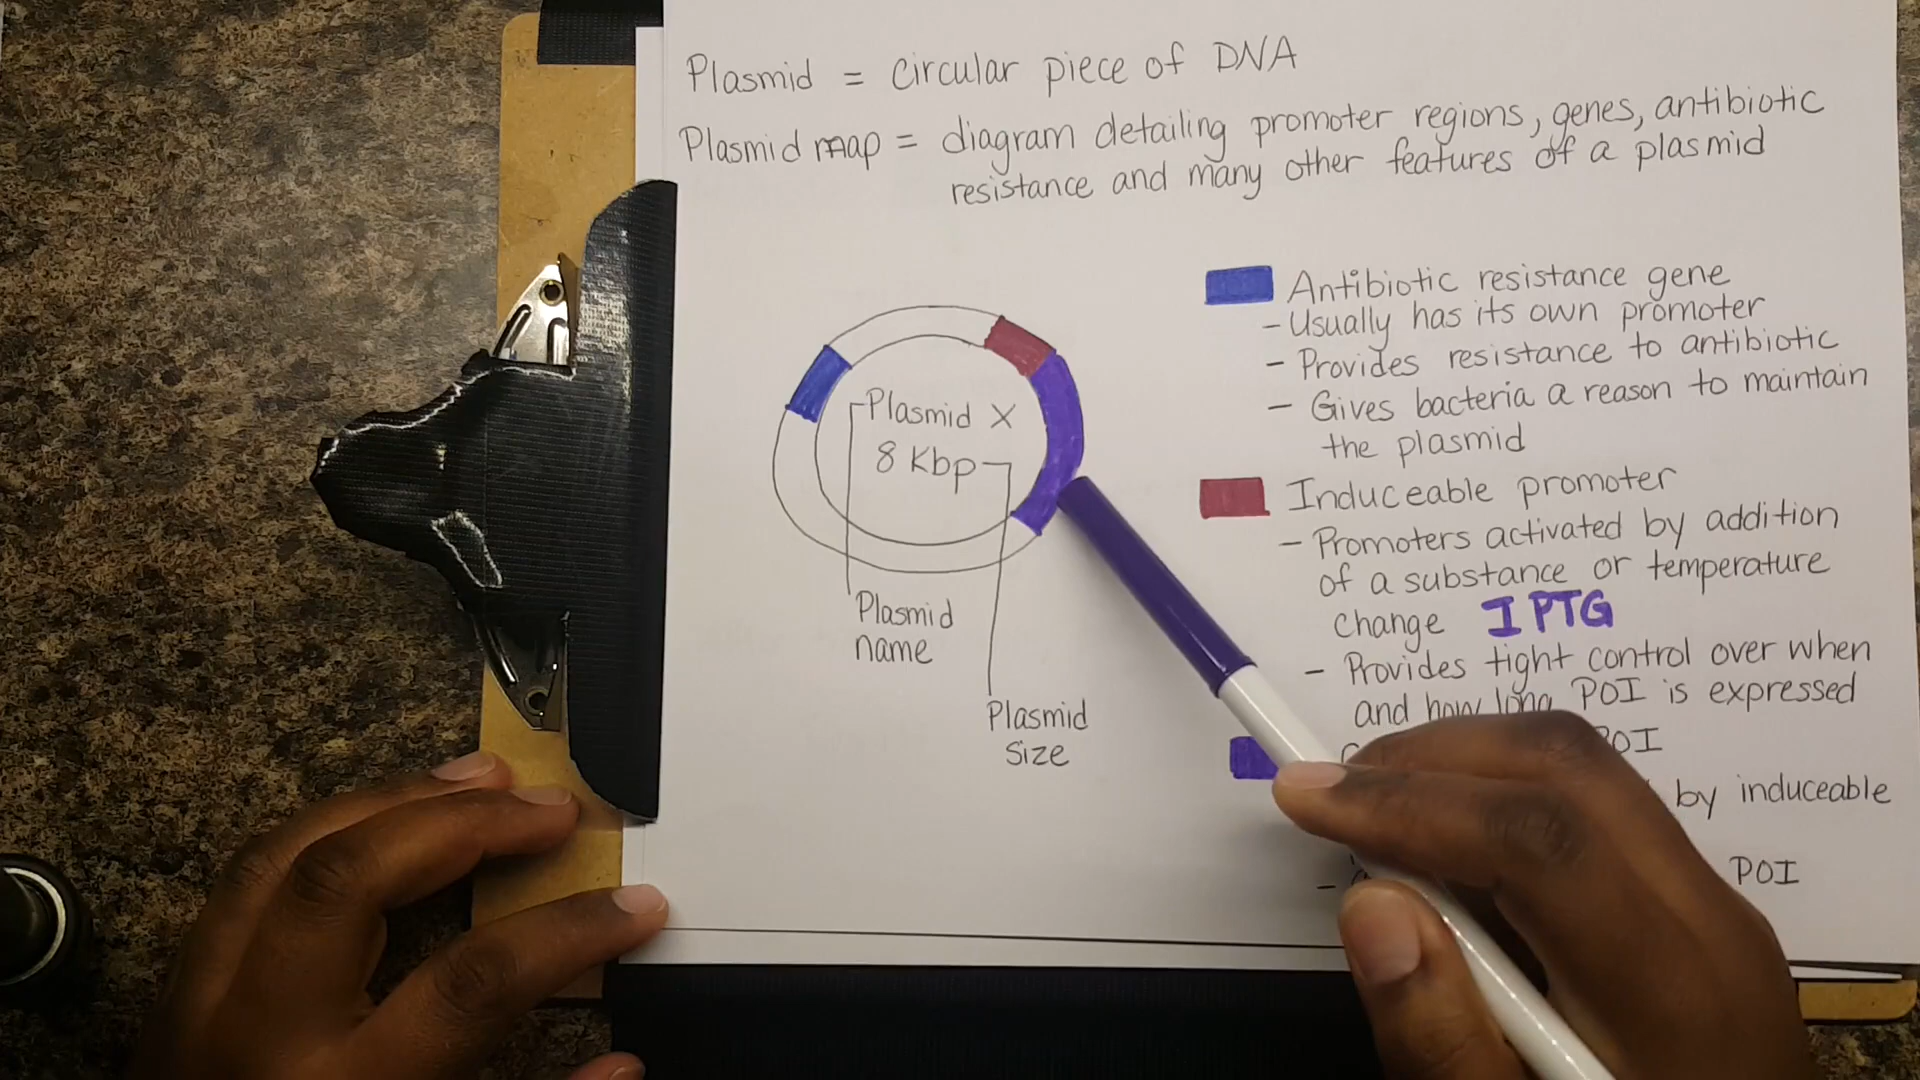 Plasmid = circular piece of DNA
Plasmid map = diagram detailing promoter regions, genes, antibiotic
resistance and many other features of a plasmid
Plasmid X
8 Kbp
Plasmid
name
Plasmid
Size
Antibiotic resistance gene
- Usually has its own promoter
- Provides resistance to antibiotic
- Gives bacteria a reason to maintain
the plasmid
Induceable promoter
- Promoters activated by addition
of a substance or temperature
change IPTG
- Provides tight control over when
and how long POI is expressed
POI
by induceable
- POI